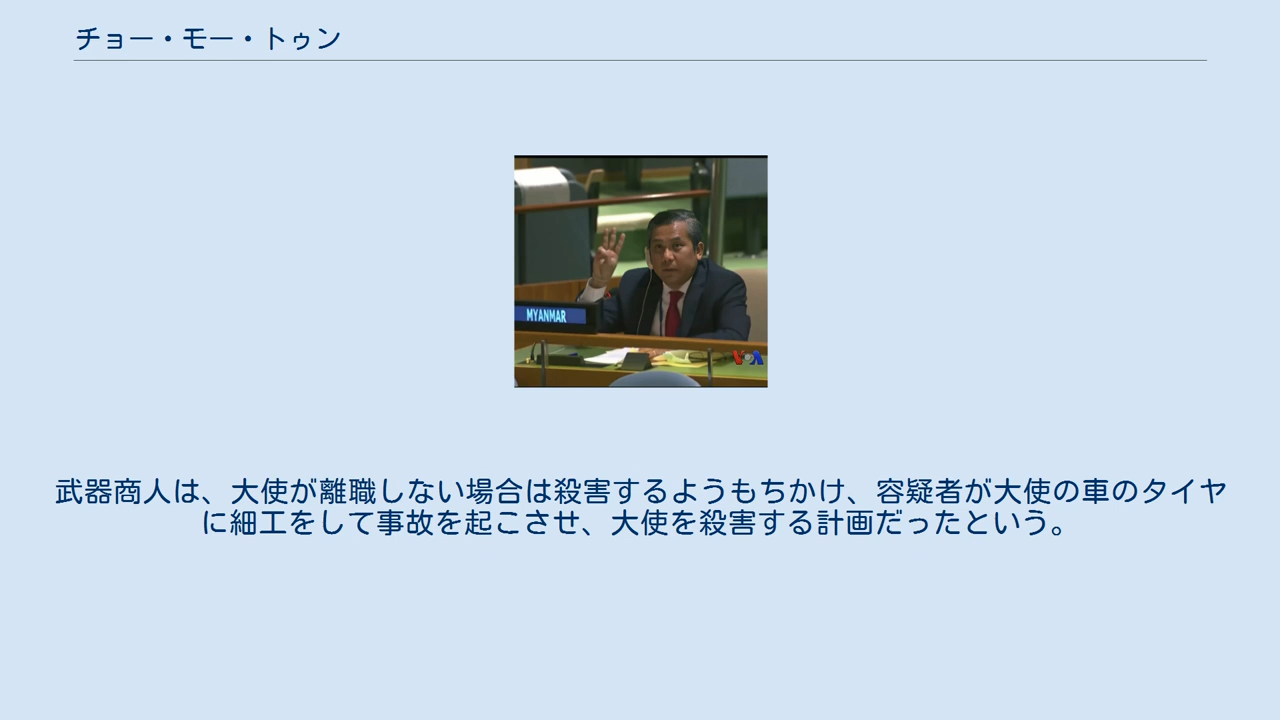 チョー・モー・トゥン
MYANMAR
VOA
武器商人は、大使が離職しない場合は殺害するようもちかけ、容疑者が大使の車のタイヤ
に細工をして事故を起こさせ、大使を殺害する計画だったという。